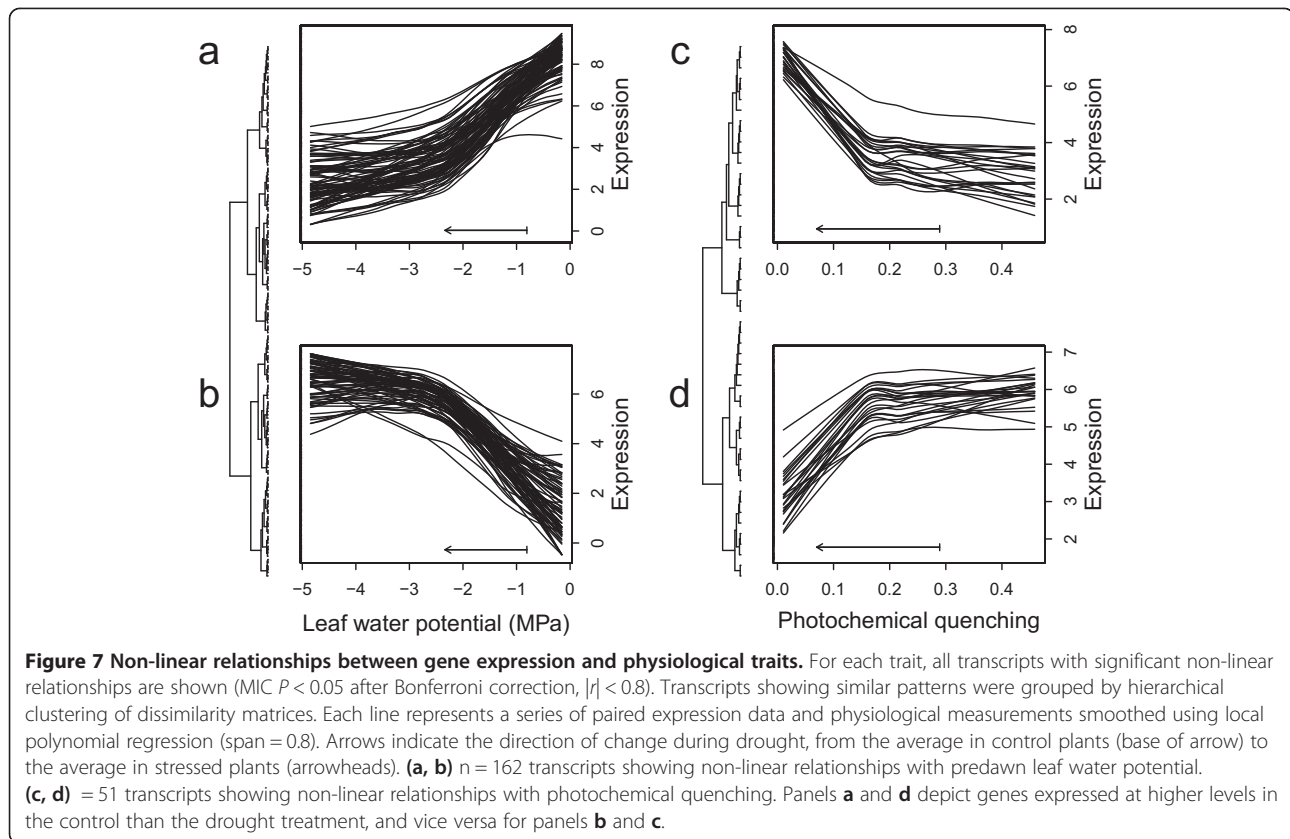 a
8
6
4
2
0
Expression
−5 −4 −3 −2 −1 0
c
8
6
4
2
Expression
0.0 0.1 0.2 0.3 0.4
b
6
4
2
0
Expression
−5 −4 −3 −2 −1 0
Leaf water potential (MPa)
d
7
6
5
4
3
2
Expression
0.0 0.1 0.2 0.3 0.4
Photochemical quenching
Figure 7 Non-linear relationships between gene expression and physiological traits. For each trait, all transcripts with significant non-linear
relationships are shown (MIC P < 0.05 after Bonferroni correction, |r| < 0.8). Transcripts showing similar patterns were grouped by hierarchical
clustering of dissimilarity matrices. Each line represents a series of paired expression data and physiological measurements smoothed using local
polynomial regression (span = 0.8). Arrows indicate the direction of change during drought, from the average in control plants (base of arrow) to
the average in stressed plants (arrowheads). (a, b) n = 162 transcripts showing non-linear relationships with predawn leaf water potential.
(c, d) = 51 transcripts showing non-linear relationships with photochemical quenching. Panels a and d depict genes expressed at higher levels in
the control than the drought treatment, and vice versa for panels b and c.